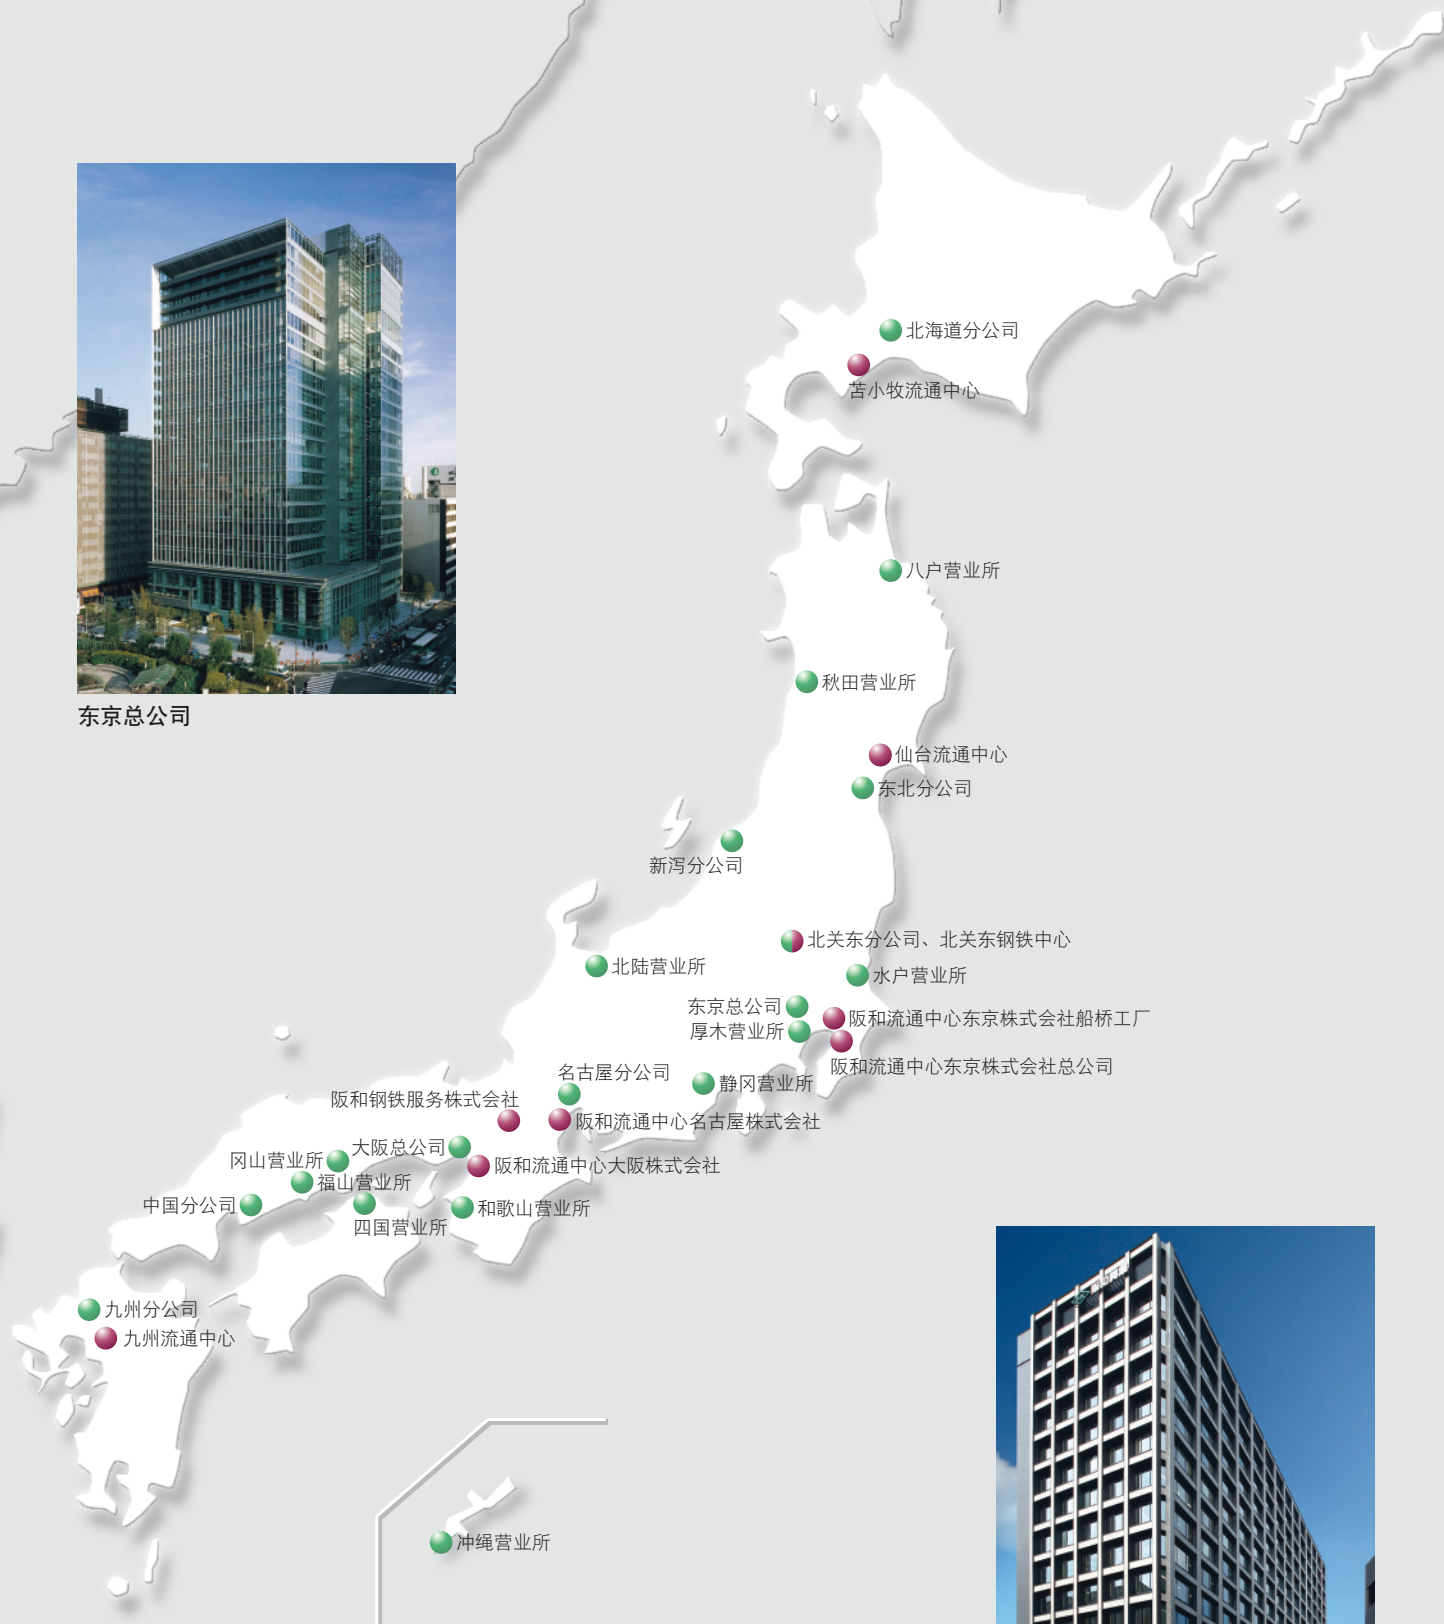 北海道分公司
苫小牧流通中心
八户营业所
秋田营业所
东京总公司
仙台流通中心
东北分公司
新泻分公司
北关东分公司、北关东钢铁中心
北陆营业所
水户营业所
东京总公司
阪和流通中心东京株式会社船桥工厂
厚木营业所
阪和流通中心东京株式会社总公司
名古屋分公司
静冈营业所
阪和钢铁服务株式会社
阪和流通中心名古屋株式会社
大阪总公司
冈山营业所
阪和流通中心大阪株式会社
福山营业所
中国分公司
和歌山营业所
四国营业所
九州分公司
九州流通中心
冲绳营业所